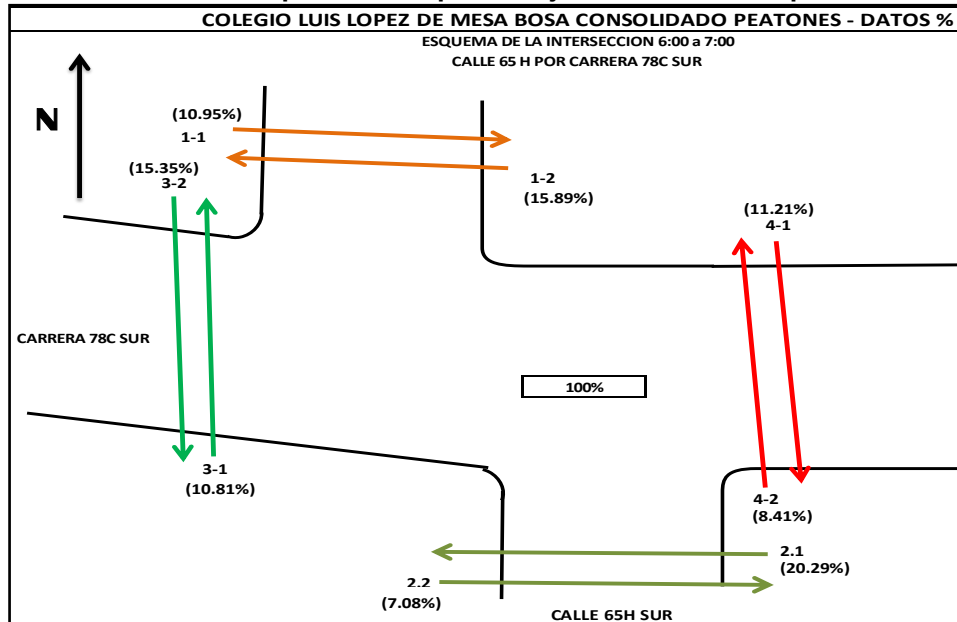 COLEGIO LUIS LOPEZ DE MESA BOSA CONSOLIDADO PEATONES - DATOS %
ESQUEMA DE LA INTERSECCION 6:00 a 7:00
CALLE 65 H POR CARRERA 78C SUR
N
(10.95%)
1-1
(15.35%)
3-2
1-2
(15.89%)
(11.21%)
4-1
CARRERA 78C SUR
100%
3-1
(10.81%)
4-2
(8.41%)
2.1
(20.29%)
2.2
(7.08%)
CALLE 65H SUR